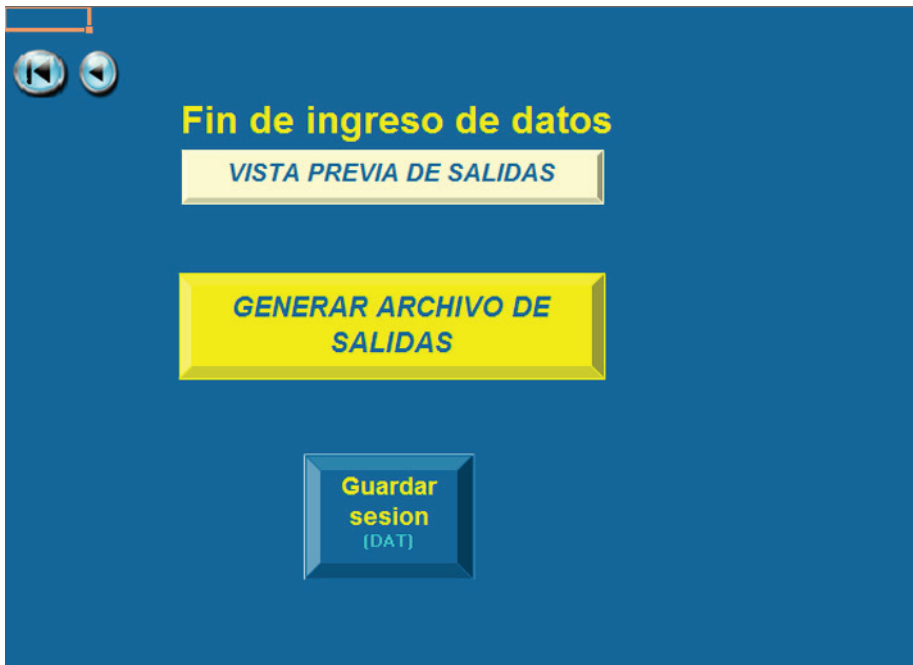 Fin de ingreso de datos
VISTA PREVIA DE SALIDAS
GENERAR ARCHIVO DE
SALIDAS
Guardar
sesion
(DAT)